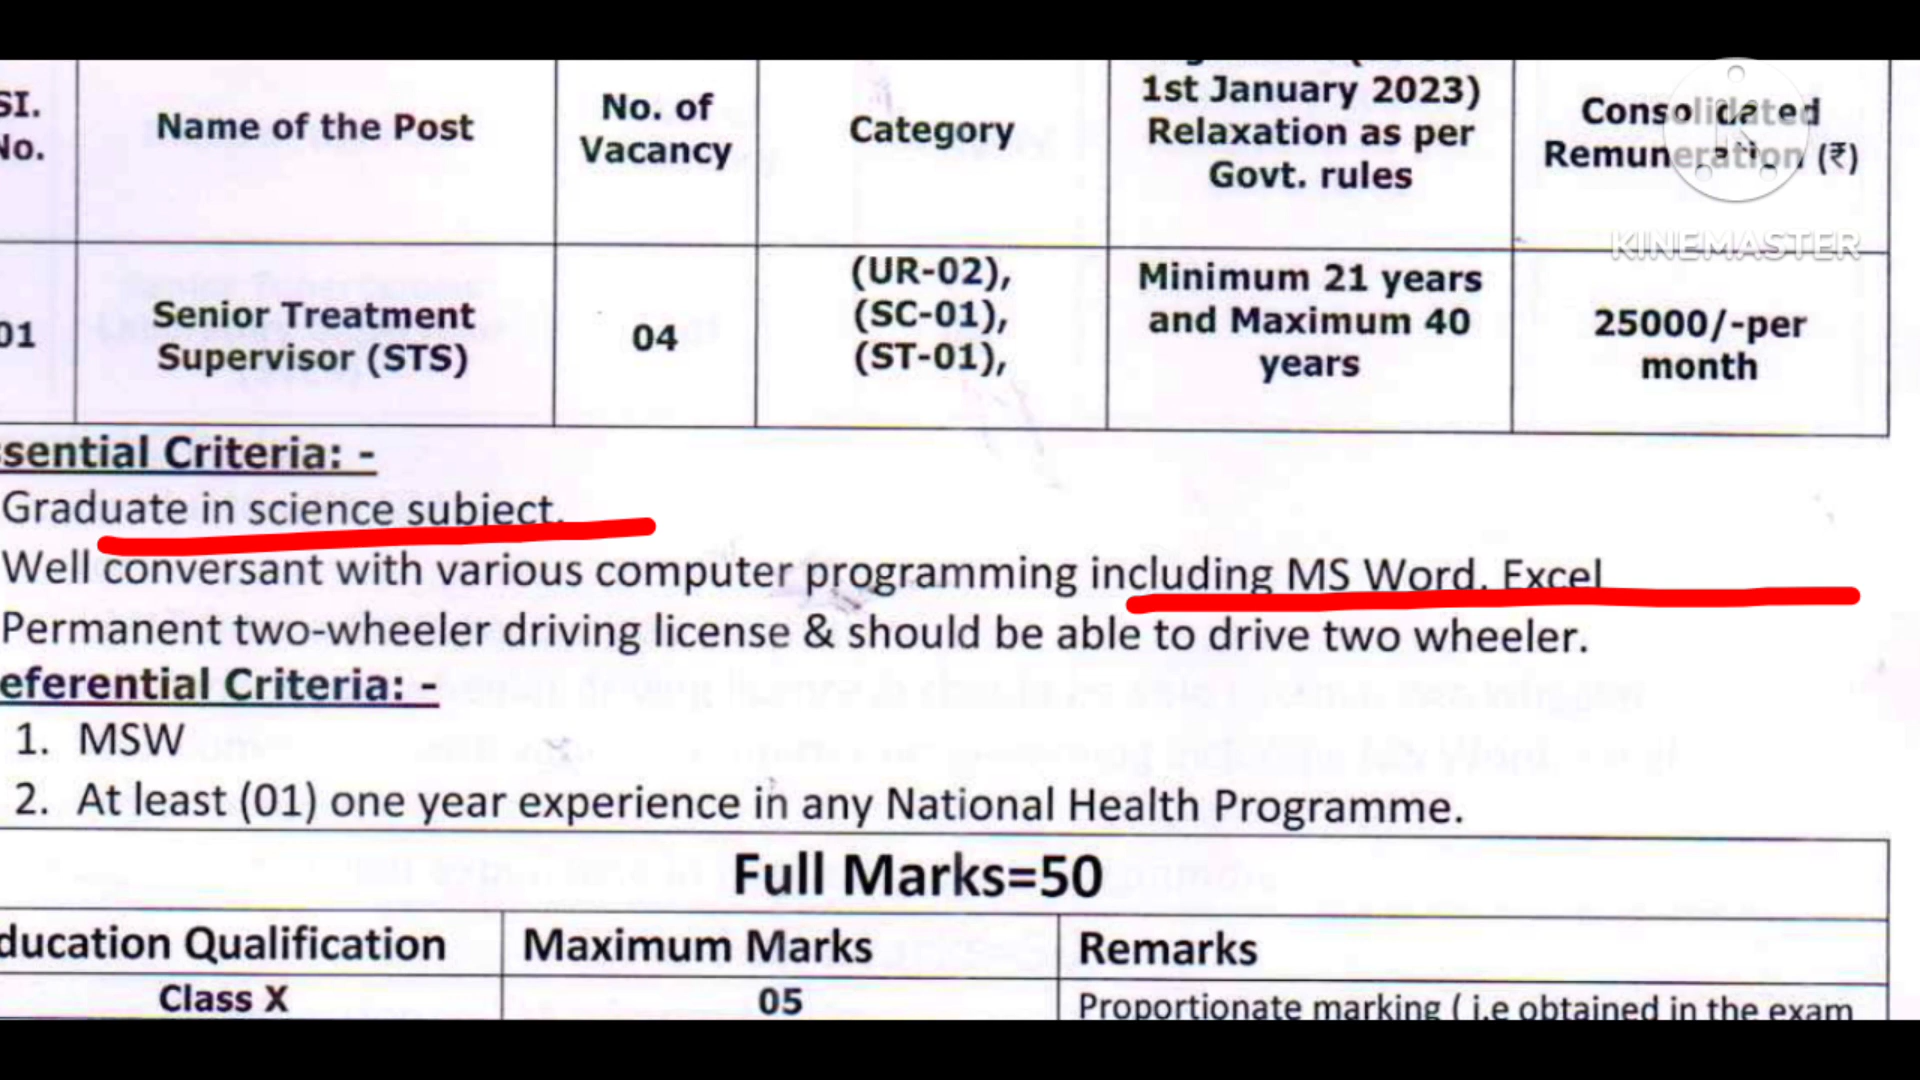 SI.
No.
Name of the Post
No. of
Vacancy
Category
1st January 2023)
Relaxation as per
Govt. rules
Consolidated
Remuneration (₹)
KINEMASTER
01
Senior Treatment
Supervisor (STS)
04
(UR-02),
(SC-01),
(ST-01),
Minimum 21 years
and Maximum 40
years
25000/-per
month
ssential Criteria: -
Graduate in science subject.
Well conversant with various computer programming including MS Word, Excel
Permanent two-wheeler driving license & should be able to drive two wheeler.
eferential Criteria: -
1. MSW
2. At least (01) one year experience in any National Health Programme.
Full Marks=50
ducation Qualification
Maximum Marks
Remarks
Class X
05
Proportionate marking ( i.e obtained in the exam